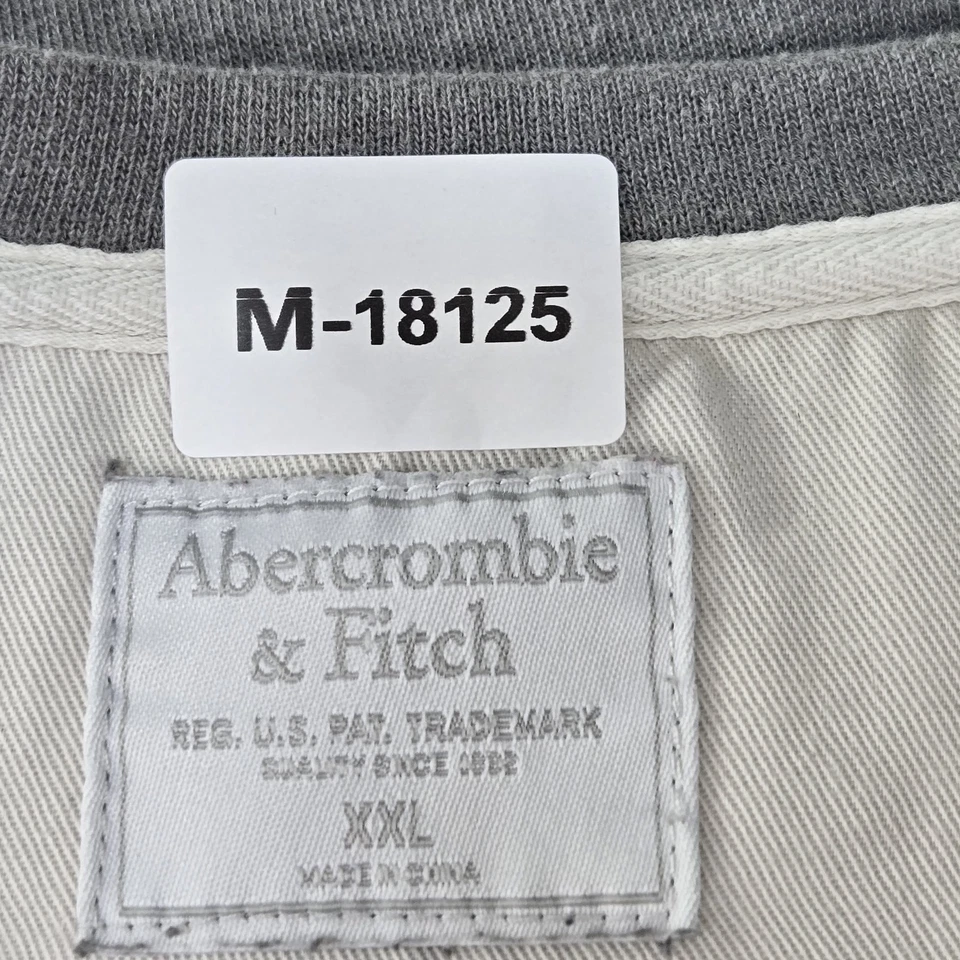 M-18125
Abercrombie
& Fitch
REG. U.S. PAT. TRADEMARK
QUALITY SINCE 1892
XXL
MADE IN CHINA